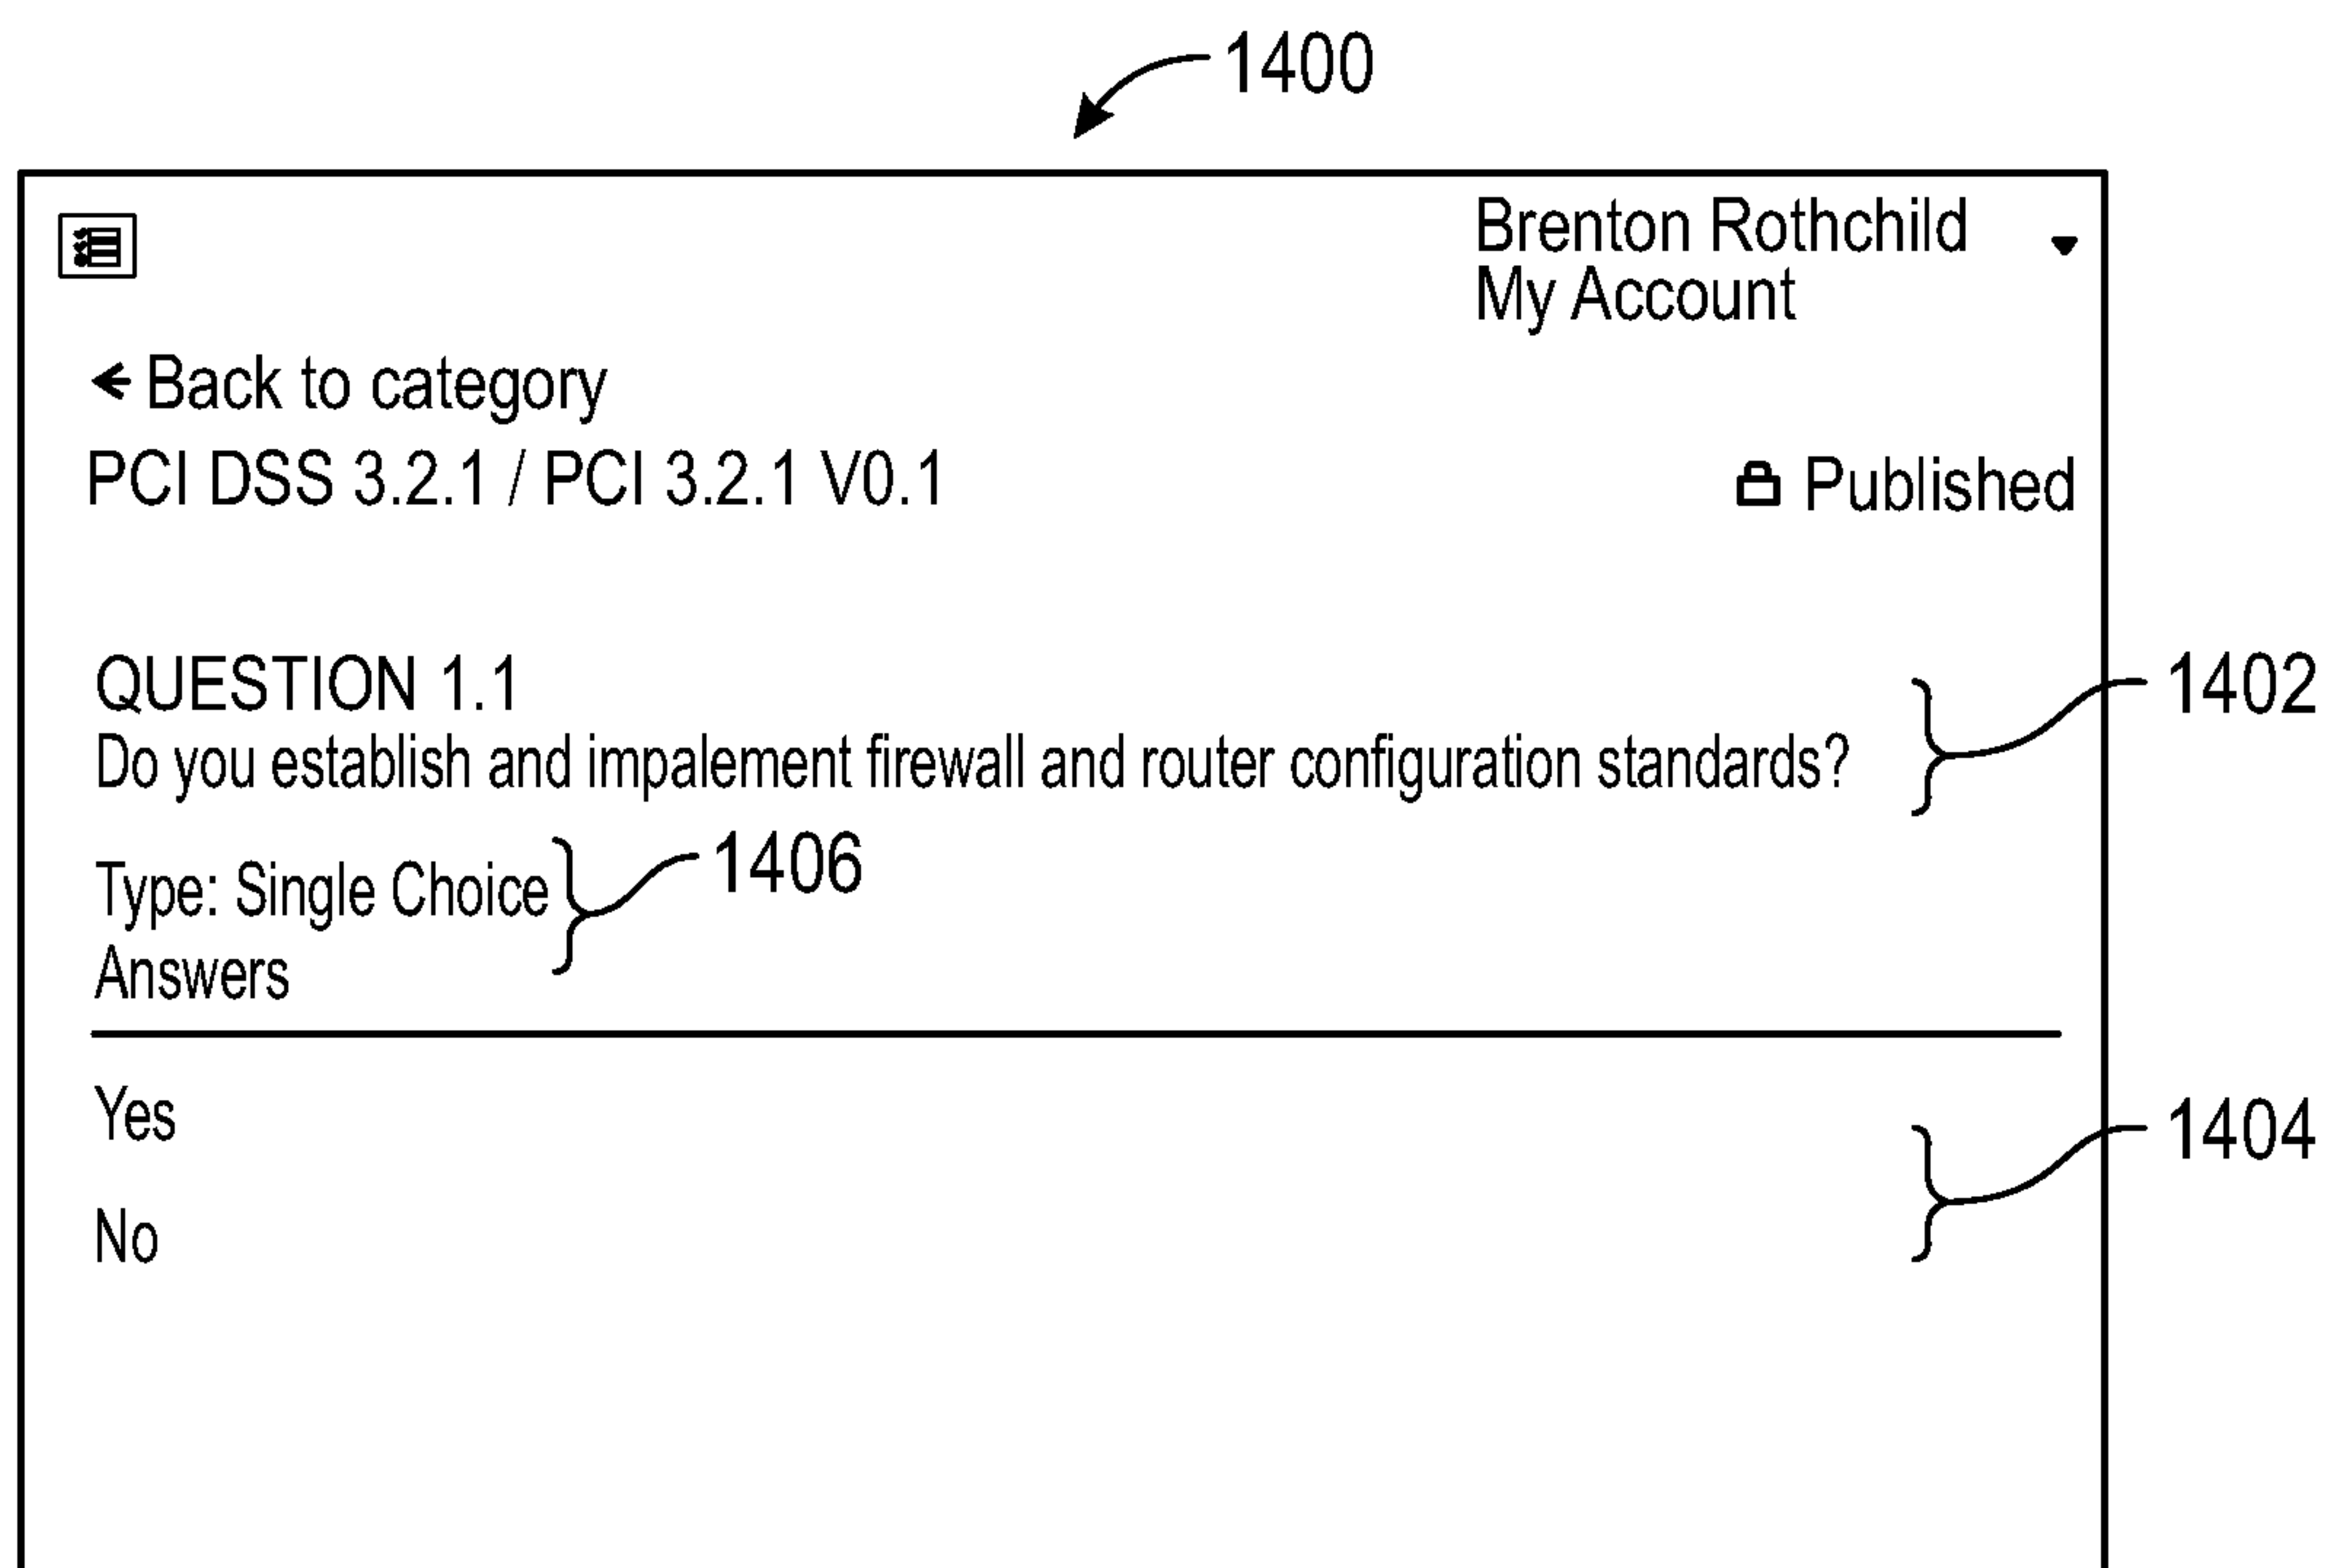 1400
Brenton Rothchild
My Account
Back to category
PCI DSS 3.2.1 / PCI 3.2.1 V0.1
Published
QUESTION 1.1
1402
Do you establish and impalement firewall and router configuration standards?
1406
Type: Single Choice
Answers
Yes
1404
No